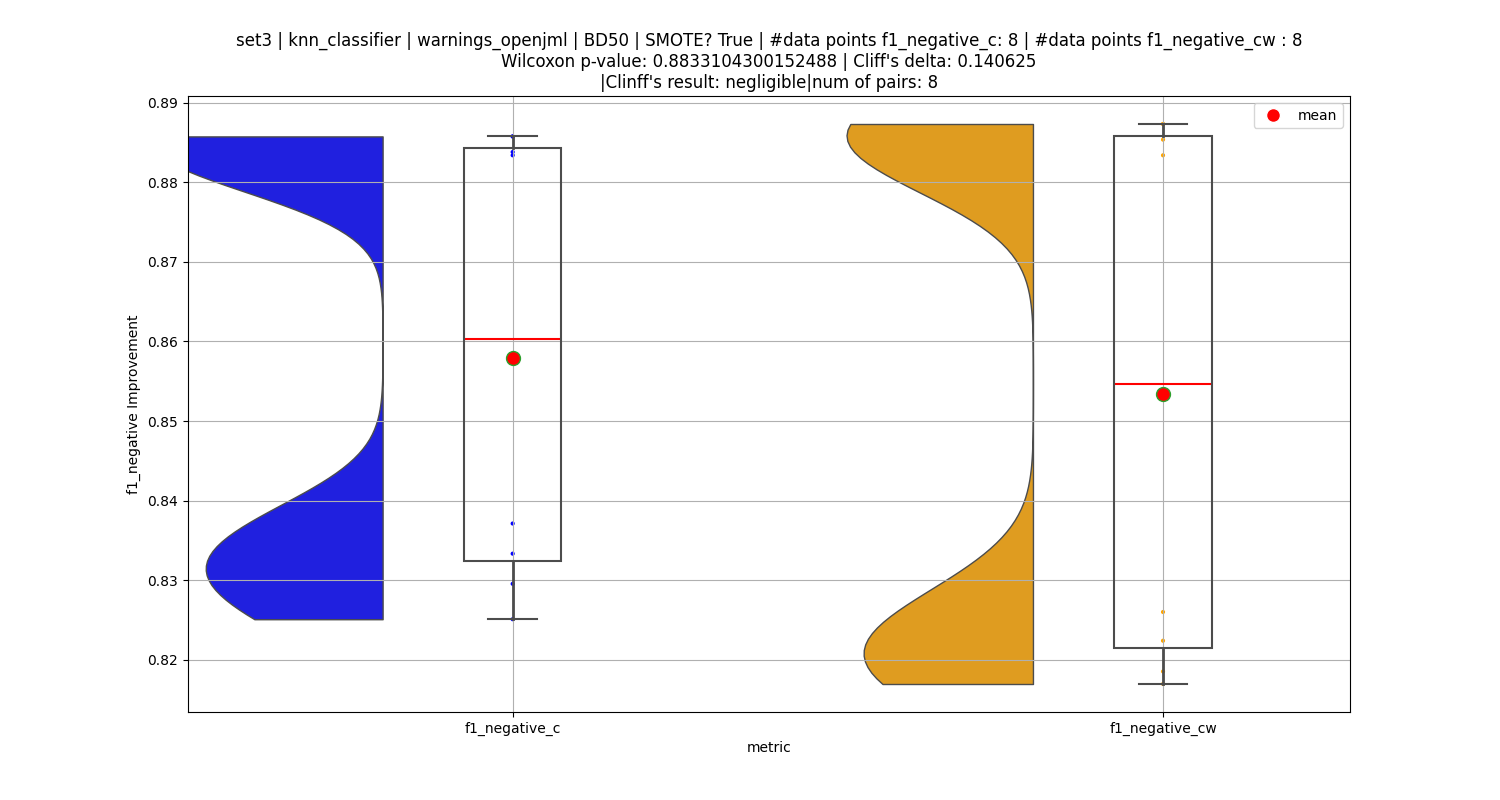 set3 | knn_classifier | warnings_openjml | BD50 | SMOTE? True | #data points f1_negative_c: 8 | #data points f1_negative_cw : 8
Wilcoxon p-value: 0.8833104300152488 | Cliff's delta: 0.140625
|Clinff's result: negligible|num of pairs: 8
mean
0.89
0.88
0.87
0.86
0.85
0.84
0.83
0.82
f1_negative Improvement
f1_negative_c
f1_negative_cw
metric